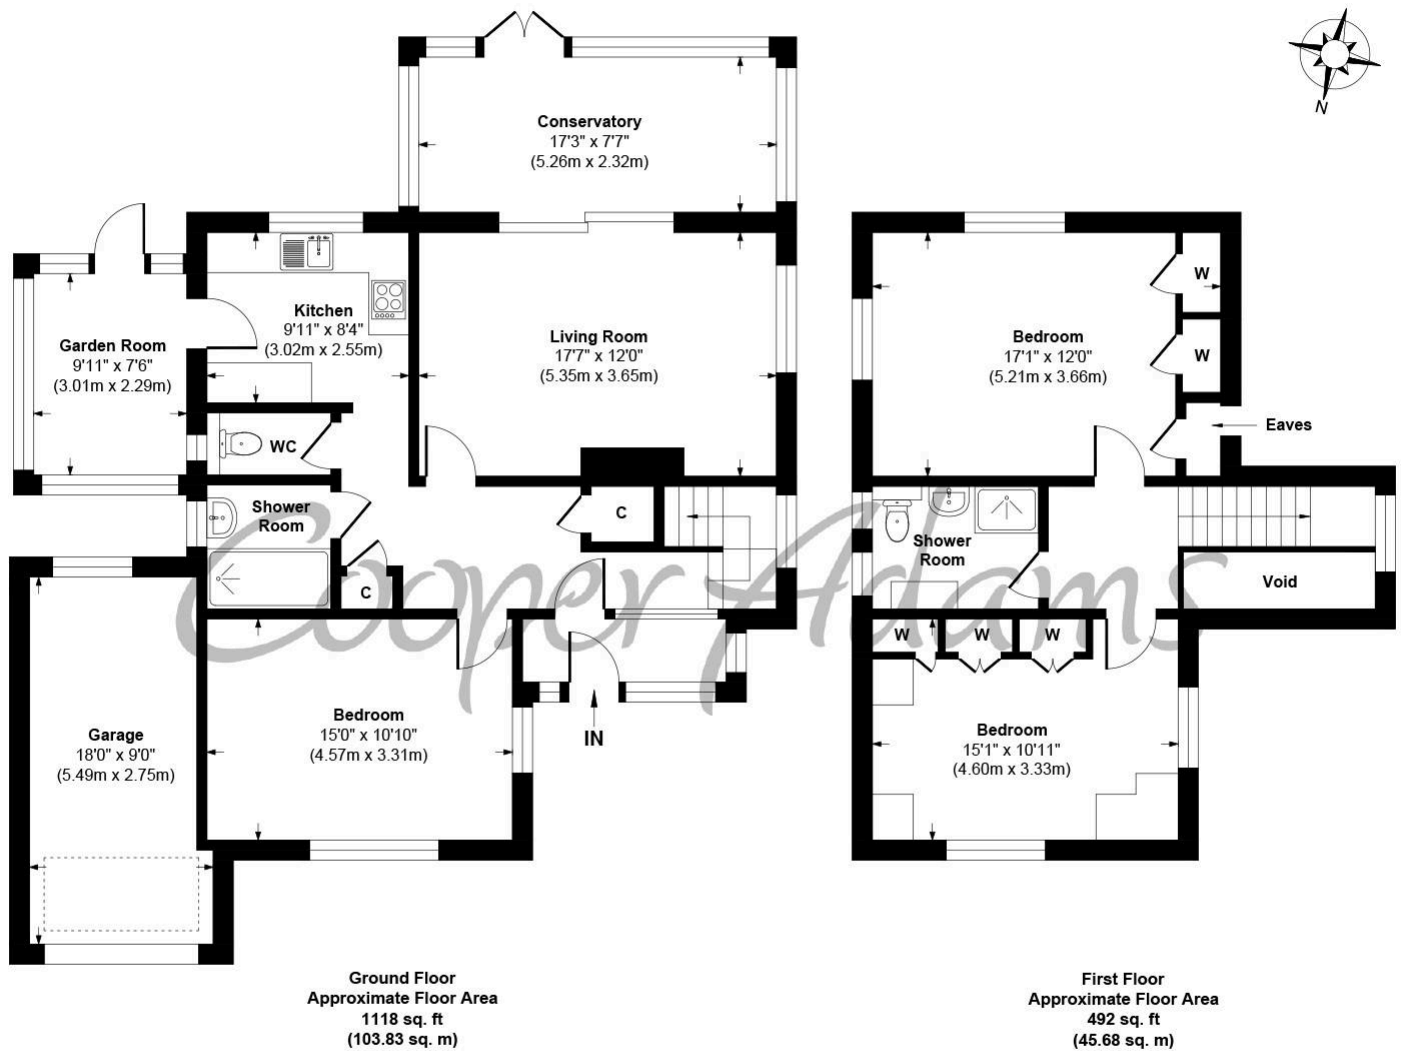 N
Conservatory
17'3" x 7'7"
(5.26m x 2.32m)
Kitchen
9'11" x 8'4"
(3.02m x 2.55m)
Garden Room
9'11" x 7'6"
(3.01m x 2.29m)
Living Room
17'7" x 12'0"
(5.35m x 3.65m)
WC
Shower
Room
C
C
Garage
18'0" x 9'0"
(5.49m x 2.75m)
Bedroom
15'0" x 10'10"
(4.57m x 3.31m)
IN
Ground Floor
Approximate Floor Area
1118 sq. ft
(103.83 sq. m)
W
Bedroom
17'1" x 12'0"
(5.21m x 3.66m)
W
Eaves
Shower
Room
Void
W
W
W
Bedroom
15'1" x 10'11"
(4.60m x 3.33m)
First Floor
Approximate Floor Area
492 sq. ft
(45.68 sq. m)
Cooper Adams